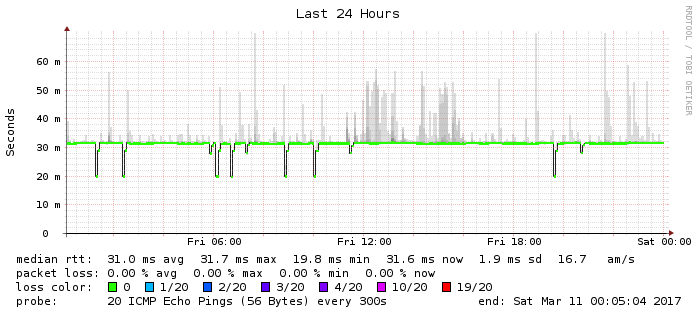 Last 24 Hours
RRDTOOL / TOBI OETIKER
Seconds
60 m
50 m
40 m
30 m
20 m
10 m
0
Fri 06:00 Fri 12:00 Fri 18:00 Sat 00:00
median rtt: 31.0 ms avg 31.7 ms max 19.8 ms min 31.6 ms now 1.9 ms sd 16.7 am/s
packet loss: 0.00 % avg 0.00 % max 0.00 % min 0.00 % now
loss color: 0 1/20 2/20 3/20 4/20 10/20 19/20
probe: 20 ICMP Echo Pings (56 Bytes) every 300s end: Sat Mar 11 00:05:04 2017